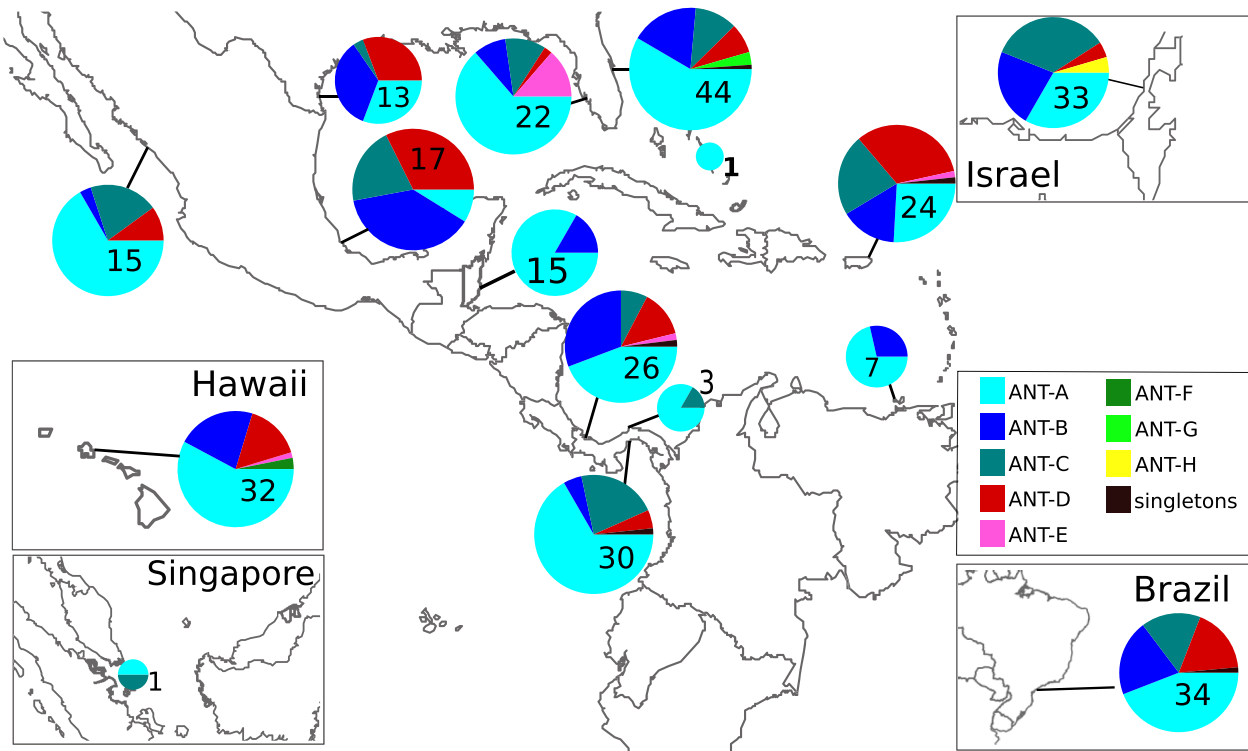 13
22
44
33
Israel
1
17
24
15
15
26
7
3
Hawaii
32
ANT-A
ANT-B
ANT-C
ANT-D
ANT-E
ANT-F
ANT-G
ANT-H
singletons
30
Singapore
1
Brazil
34